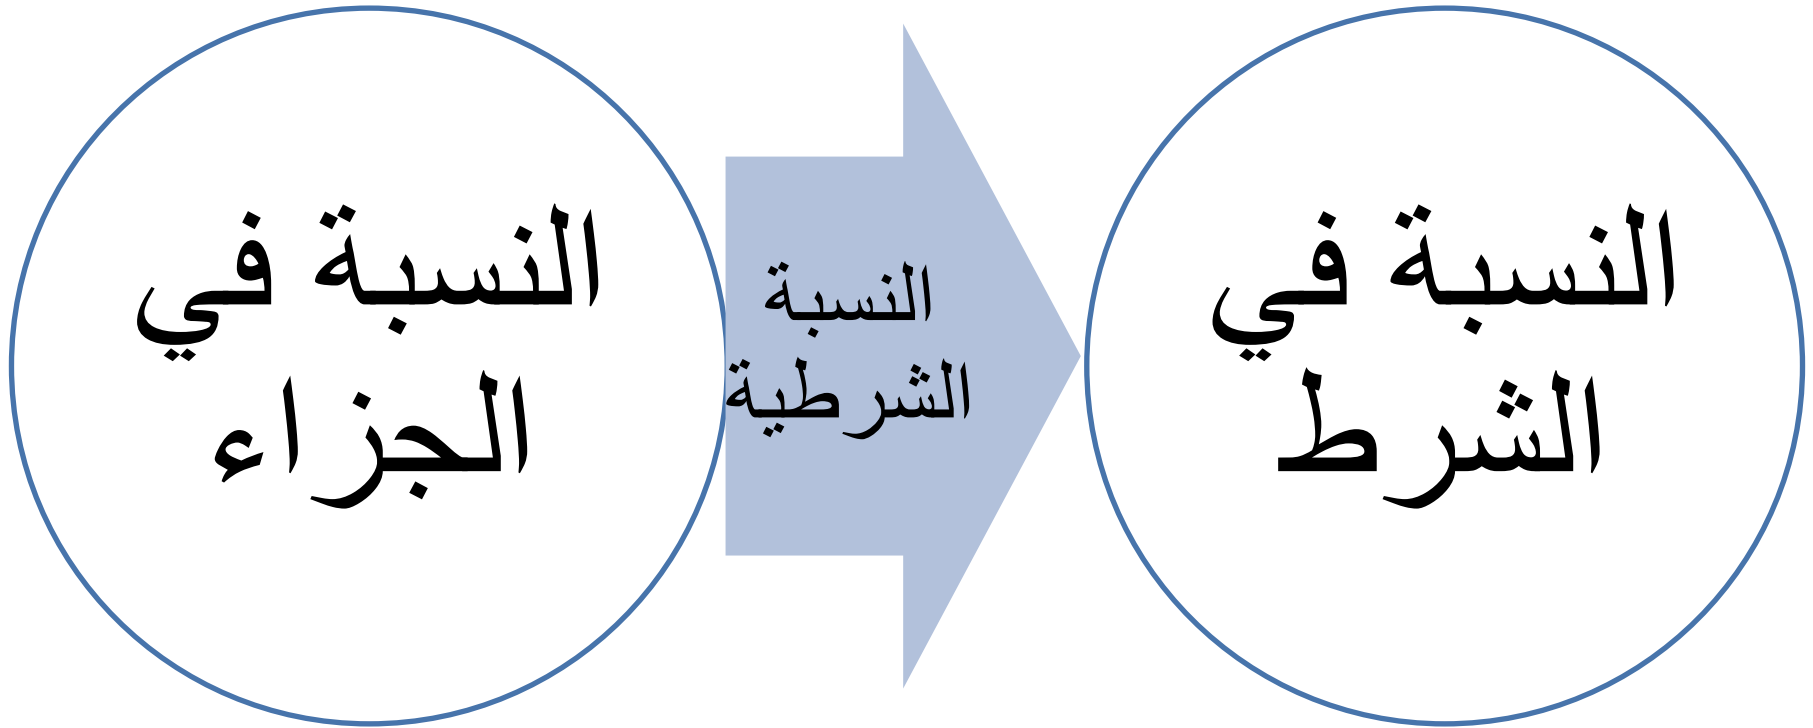 النسبة في
الشرط
النسبة
الشرطية
النسبة في
الجزاء